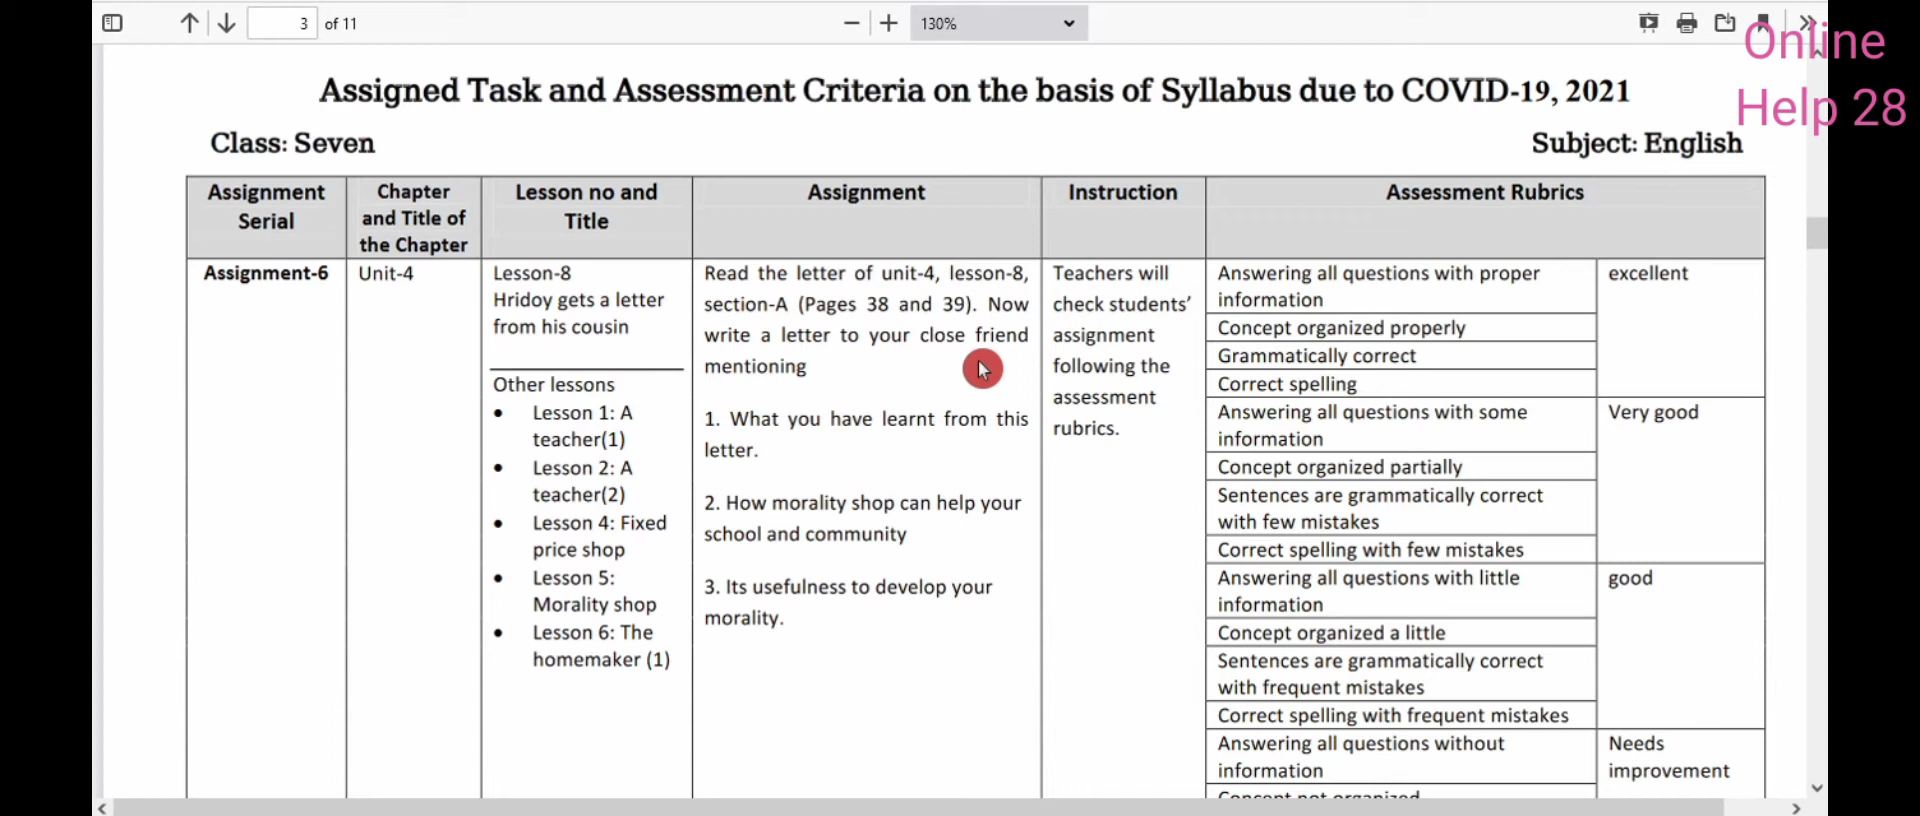 3 of 11
130%
Online
Help 28
Assigned Task and Assessment Criteria on the basis of Syllabus due to COVID-19, 2021
Class: Seven
Subject: English
Assignment
Serial
Chapter
and Title of
the Chapter
Lesson no and
Title
Assignment
Instruction
Assessment Rubrics
Assignment-6
Unit-4
Lesson-8
Hridoy gets a letter
from his cousin
Other lessons
• Lesson 1: A
teacher(1)
• Lesson 2: A
teacher(2)
• Lesson 4: Fixed
price shop
• Lesson 5:
Morality shop
• Lesson 6: The
homemaker (1)
Read the letter of unit-4, lesson-8,
section-A (Pages 38 and 39). Now
write a letter to your close friend
mentioning
1. What you have learnt from this
letter.
2. How morality shop can help your
school and community
3. Its usefulness to develop your
morality.
Teachers will
check students’
assignment
following the
assessment
rubrics.
Answering all questions with proper
information
Concept organized properly
Grammatically correct
Correct spelling
excellent
Answering all questions with some
information
Concept organized partially
Sentences are grammatically correct
with few mistakes
Correct spelling with few mistakes
Very good
Answering all questions with little
information
Concept organized a little
Sentences are grammatically correct
with frequent mistakes
Correct spelling with frequent mistakes
good
Answering all questions without
information
Concept not organized
Needs
improvement